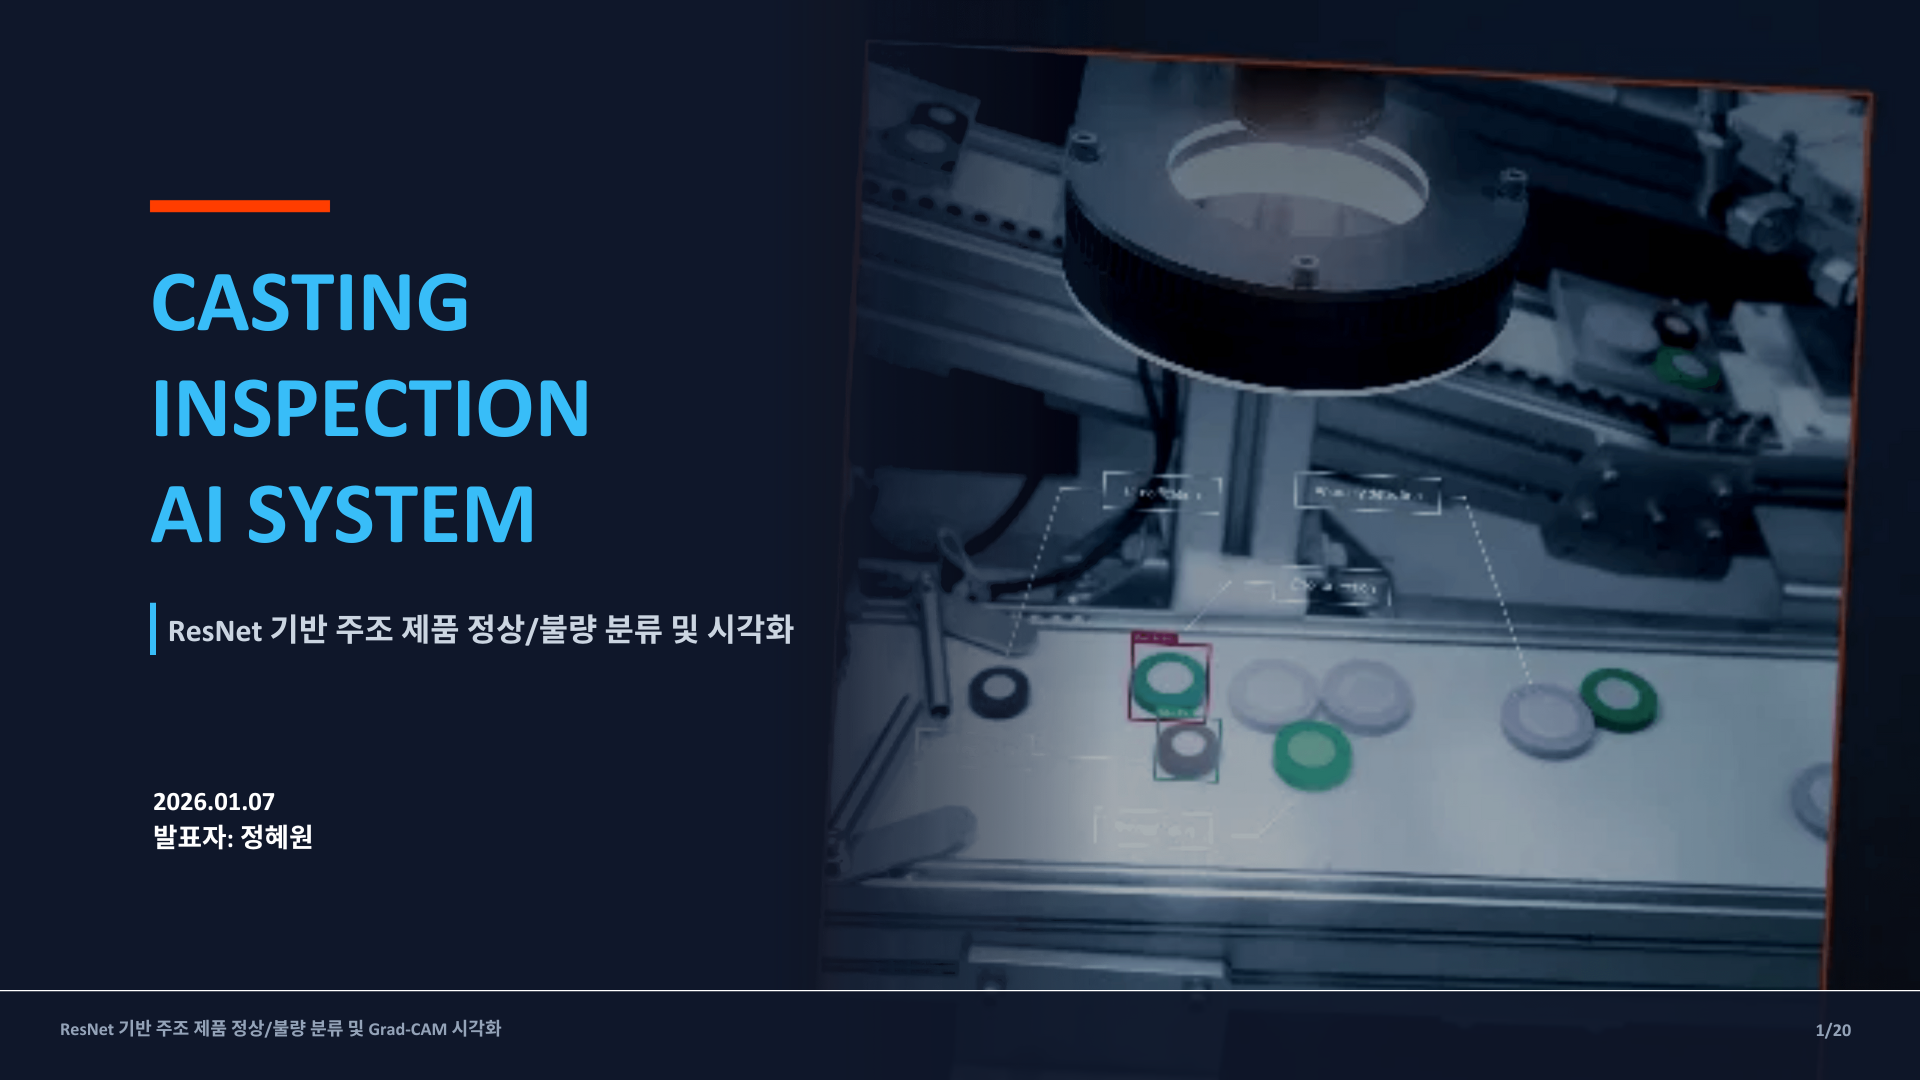 CASTING
INSPECTION
AI SYSTEM
ResNet 기반 주조 제품 정상/불량 분류 및 시각화
2026.01.07
발표자: 정혜원
ResNet 기반 주조 제품 정상/불량 분류 및 Grad-CAM 시각화
1/20